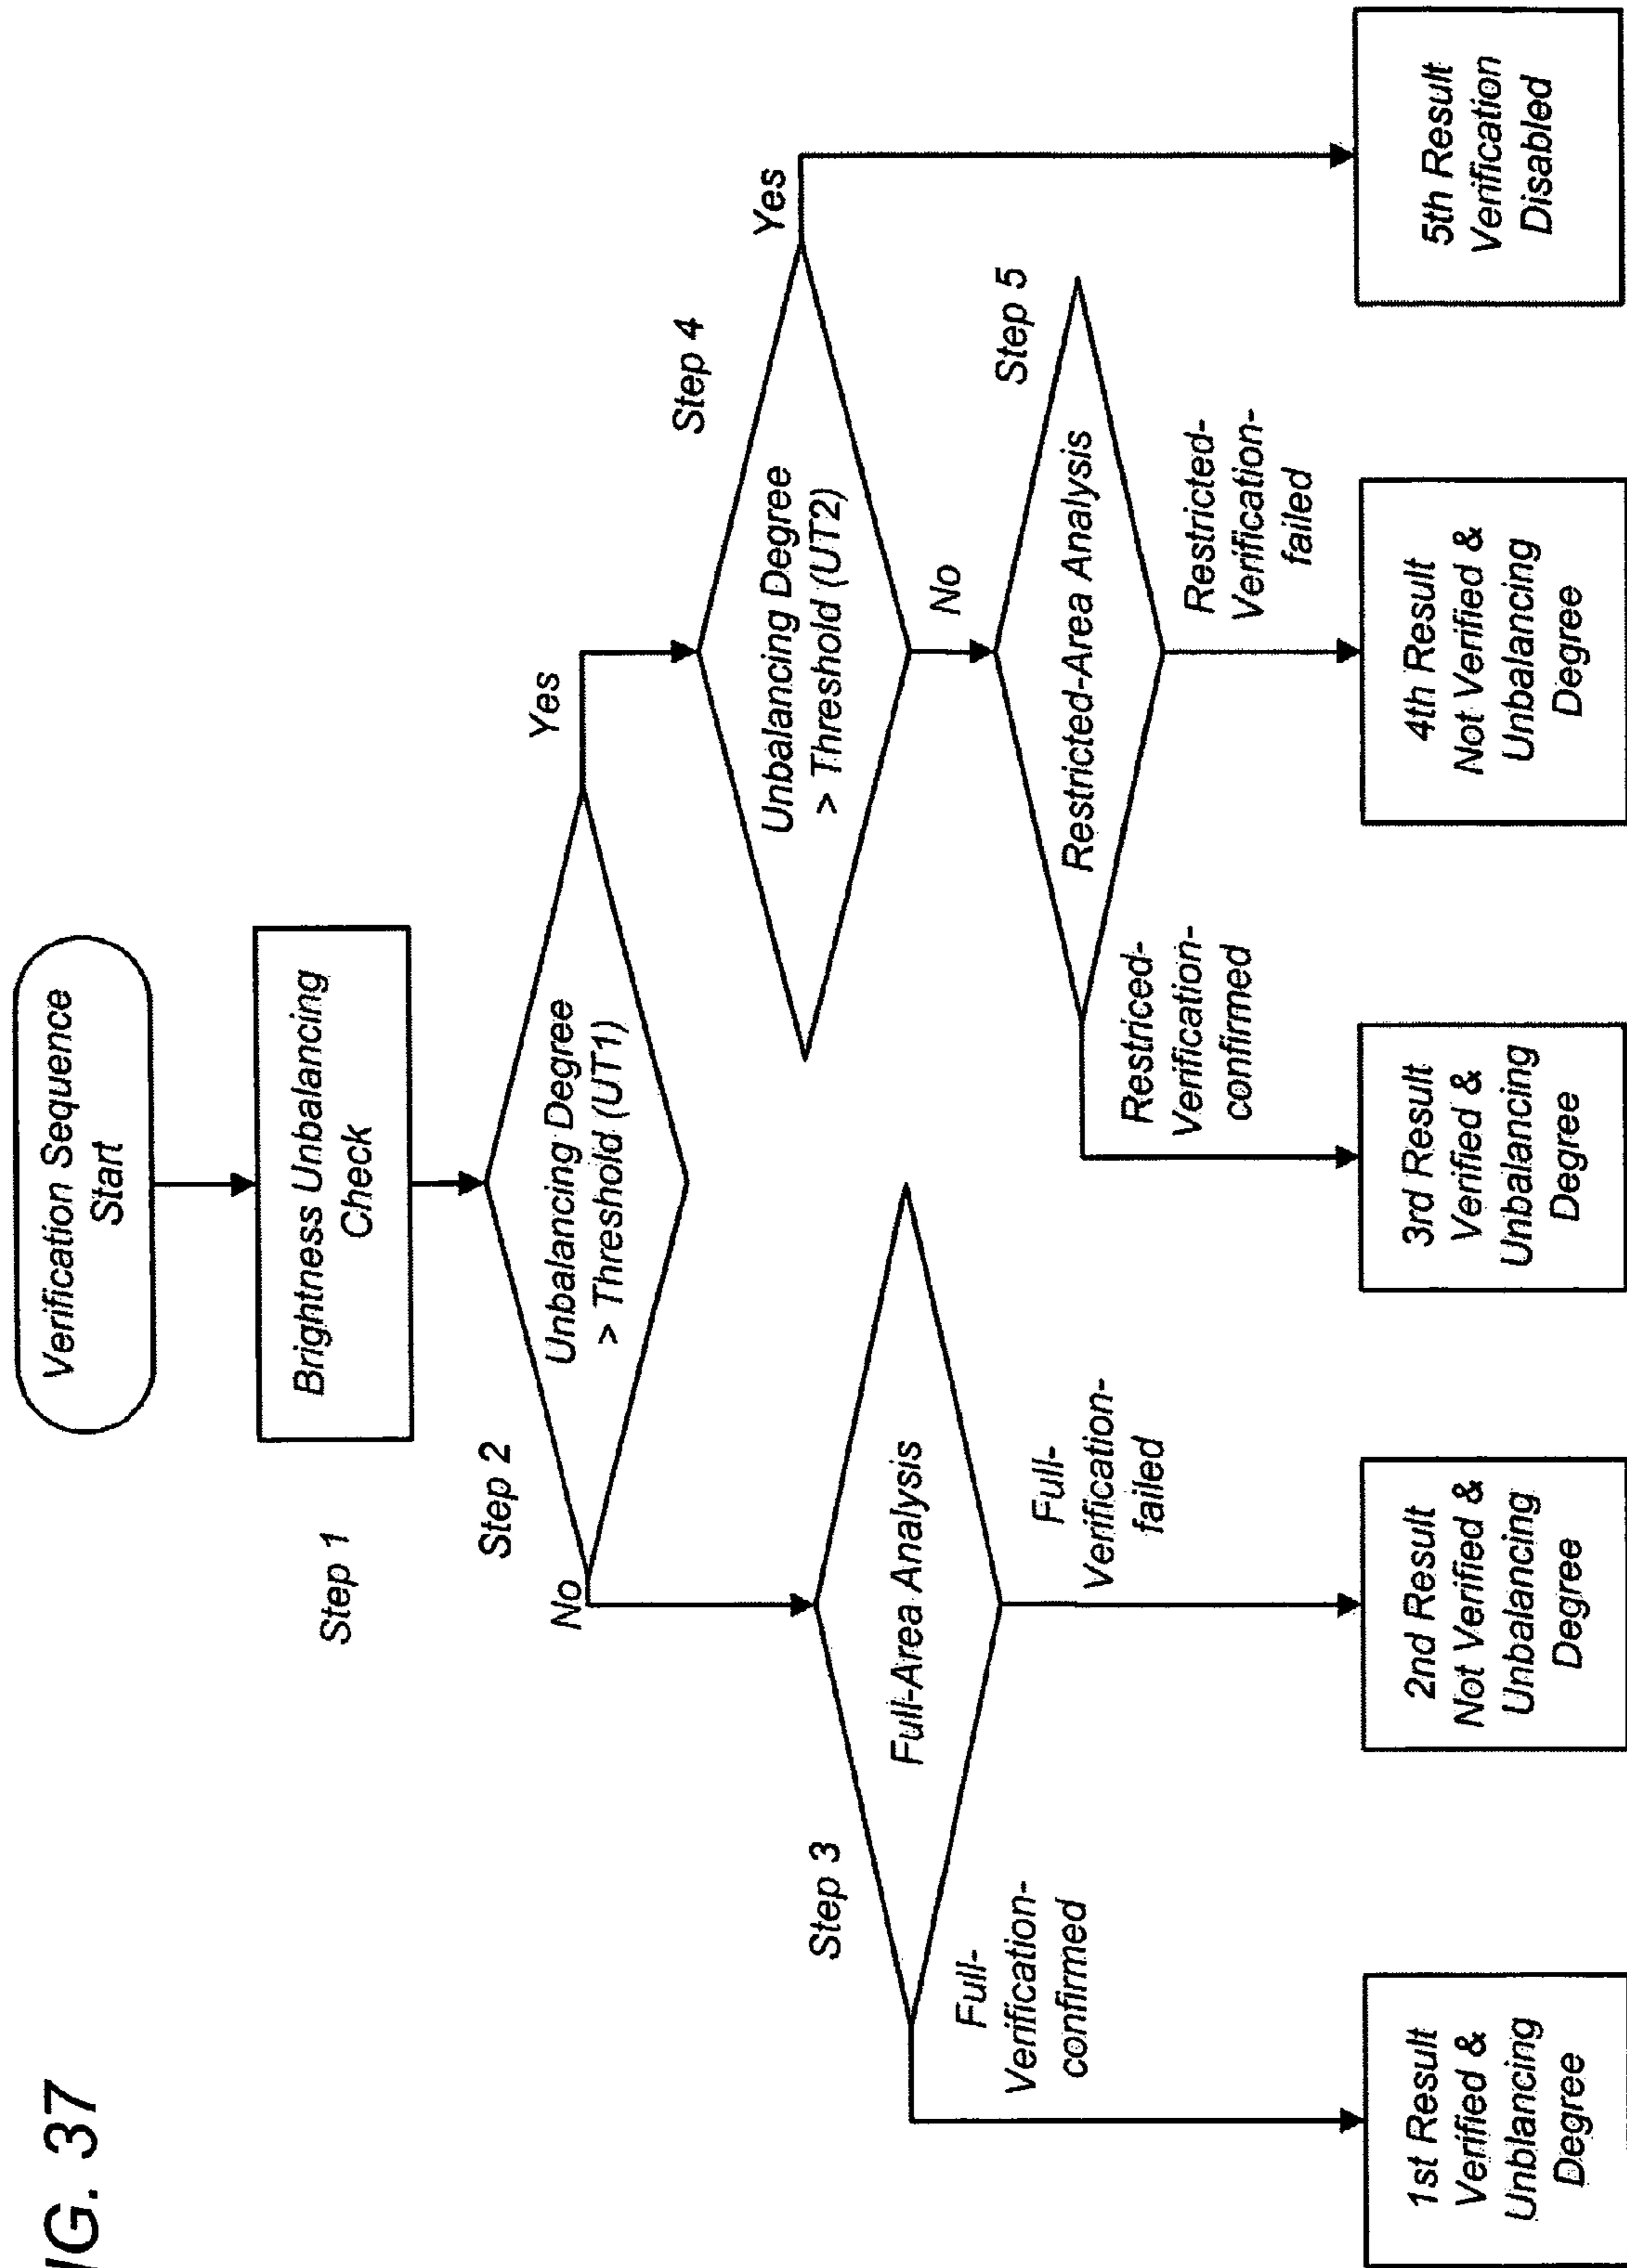 IG. 37
Verification Sequence
Start
Step 1
Brightness Unbalancing
Check
Step 2
Unbalancing Degree
> Threshold (UT1)
No
Yes
Step 3
Full-Area Analysis
Step 4
Unbalancing Degree
> Threshold (UT2)
Yes
No
Full-
Verification-
confirmed
Full-
Verification-
failed
Step 5
Restricted-Area Analysis
Restriced-
Verification-
confirmed
Restricted-
Verification-
failed
1st Result
Verified &
Unblancing
Degree
2nd Result
Not Verified &
Unbalancing
Degree
3rd Result
Verified &
Unbalancing
Degree
4th Result
Not Verified &
Unbalancing
Degree
5th Result
Verification
Disabled